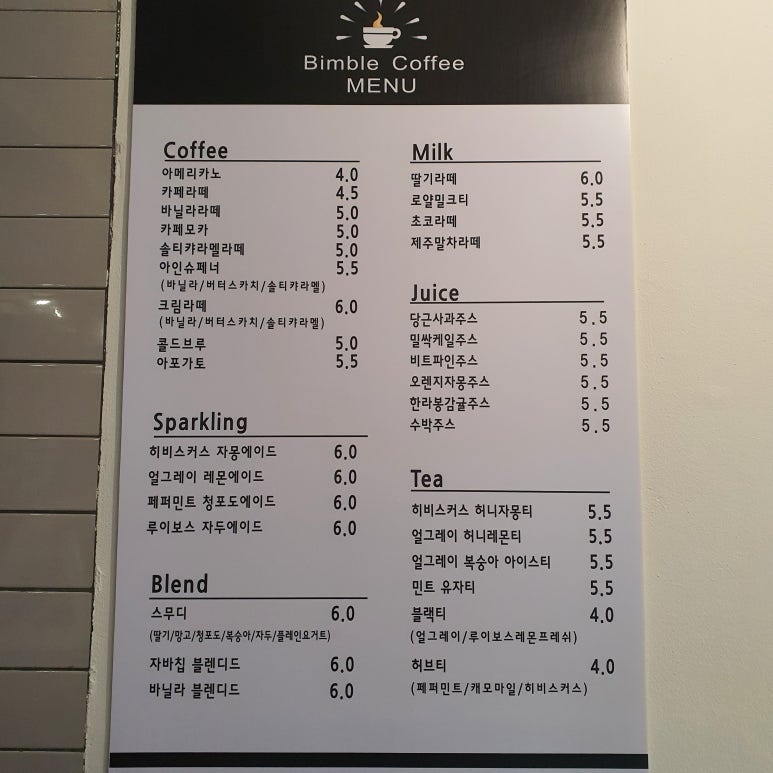 Bimble Coffee
MENU
Coffee
아메리카노 4.0
카페라떼 4.5
바닐라라떼 5.0
카페모카 5.0
솔티캬라멜라떼 5.0
아인슈페너 5.5
(바닐라/버터스카치/솔티캬라멜)
크림라떼 6.0
(바닐라/버터스카치/솔티캬라멜)
콜드브루 5.0
아포가토 5.5
Sparkling
히비스커스 자몽에이드 6.0
얼그레이 레몬에이드 6.0
페퍼민트 청포도에이드 6.0
루이보스 자두에이드 6.0
Blend
스무디 6.0
(딸기/망고/청포도/복숭아/자두/플레인요거트)
자바칩 블렌디드 6.0
바닐라 블렌디드 6.0
Milk
딸기라떼 6.0
로얄밀크티 5.5
초코라떼 5.5
제주말차라떼 5.5
Juice
당근사과주스 5.5
밀싹케일주스 5.5
비트파인주스 5.5
오렌지자몽주스 5.5
한라봉감귤주스 5.5
수박주스 5.5
Tea
히비스커스 허니자몽티 5.5
얼그레이 허니레몬티 5.5
얼그레이 복숭아 아이스티 5.5
민트 유자티 5.5
블랙티 4.0
(얼그레이/루이보스레몬프레쉬)
허브티 4.0
(페퍼민트/캐모마일/히비스커스)